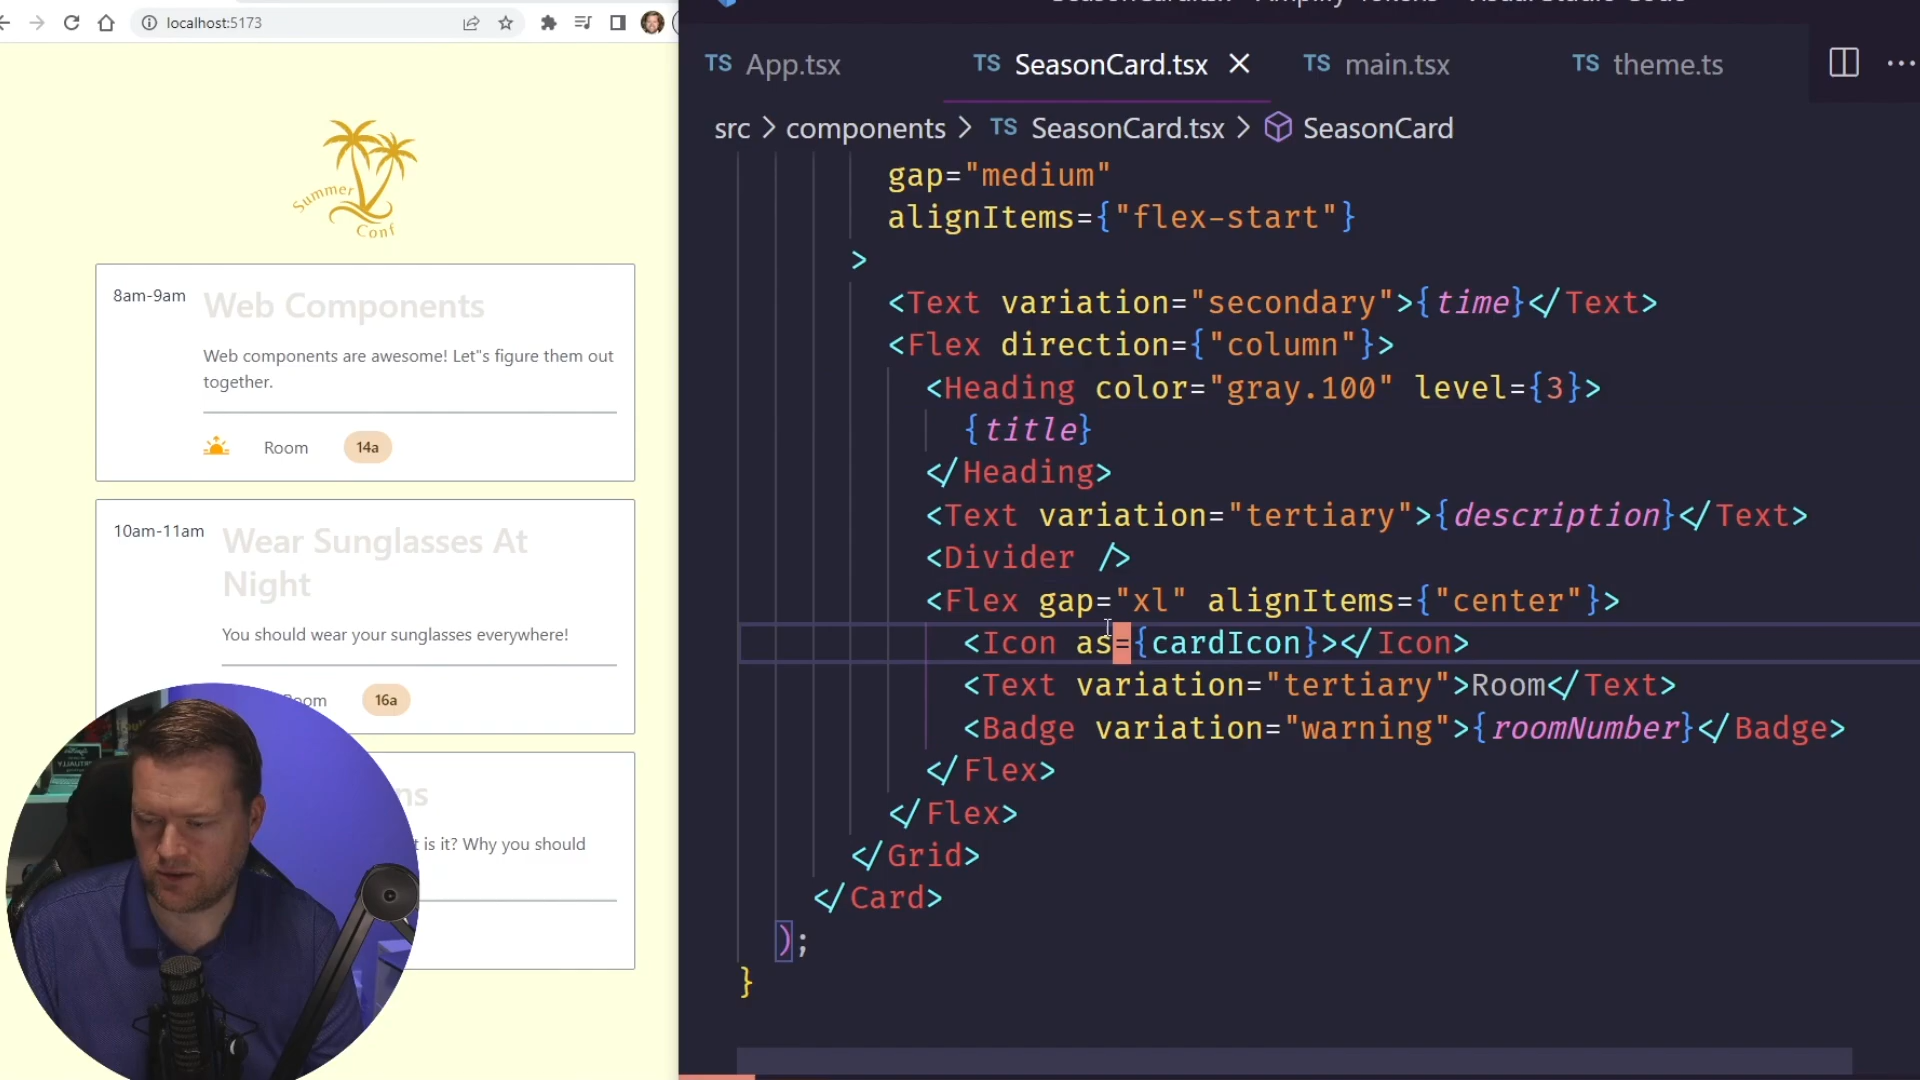 localhost:5173
Summer
Conf
8am-9am
Web Components
Web components are awesome! Let"s figure them out
together.
Room
14a
10am-11am
Wear Sunglasses At
Night
You should wear your sunglasses everywhere!
Room
16a
is it? Why you should
TS App.tsx
TS SeasonCard.tsx
TS main.tsx
TS theme.ts
src > components > TS SeasonCard.tsx > SeasonCard
gap="medium"
alignItems={"flex-start"}
>
<Text variation="secondary">{time}</Text>
<Flex direction={"column"}>
<Heading color="gray.100" level={3}>
{title}
</Heading>
<Text variation="tertiary">{description}</Text>
<Divider />
<Flex gap="xl" alignItems={"center"}>
<Icon as={cardIcon}></Icon>
<Text variation="tertiary">Room</Text>
<Badge variation="warning">{roomNumber}</Badge>
</Flex>
</Flex>
</Grid>
</Card>
);
}